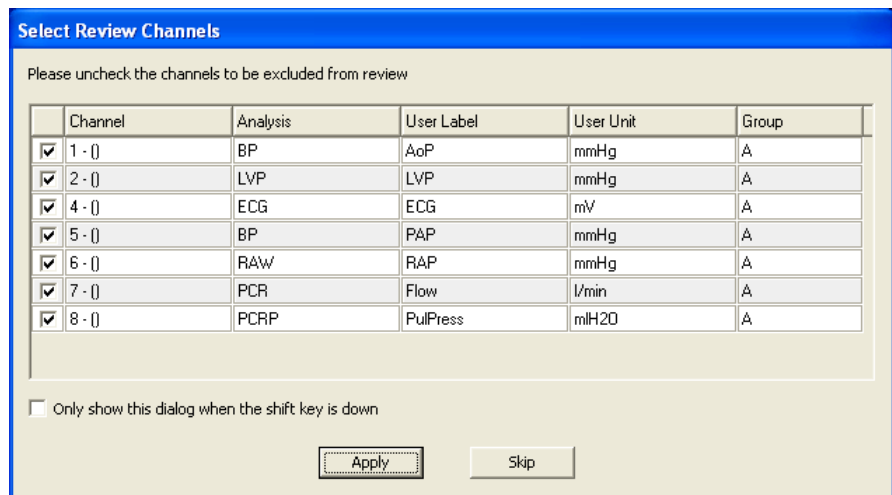 Select Review Channels
Please uncheck the channels to be excluded from review
Channel Analysis User Label User Unit Group
1 - () BP AoP mmHg A
2 - () LVP LVP mmHg A
4 - () ECG ECG mV A
5 - () BP PAP mmHg A
6 - () RAW RAP mmHg A
7 - () PCR Flow l/min A
8 - () PCRP PulPress mlH2O A
Only show this dialog when the shift key is down
Apply Skip